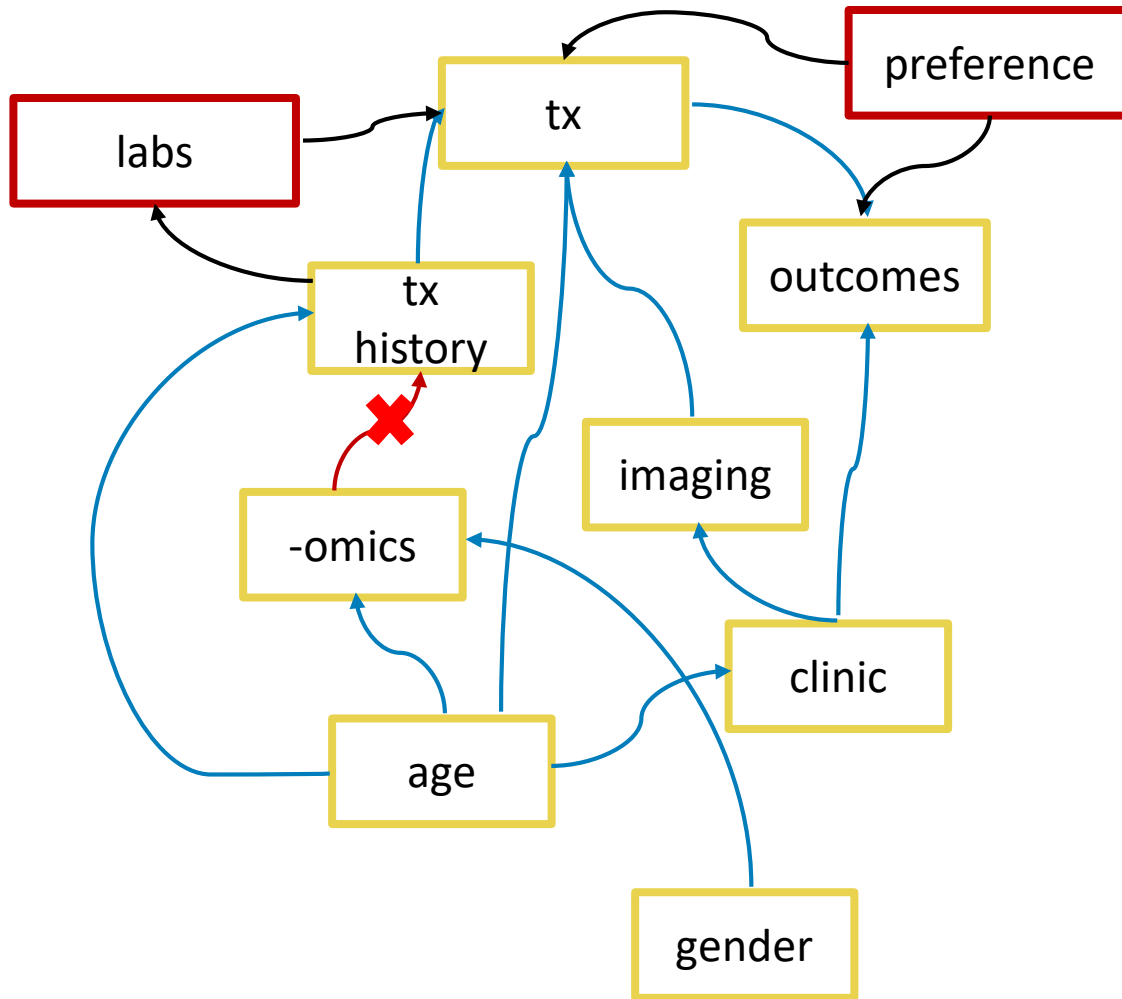 preference
tx
labs
outcomes
tx
history
imaging
-omics
clinic
age
gender